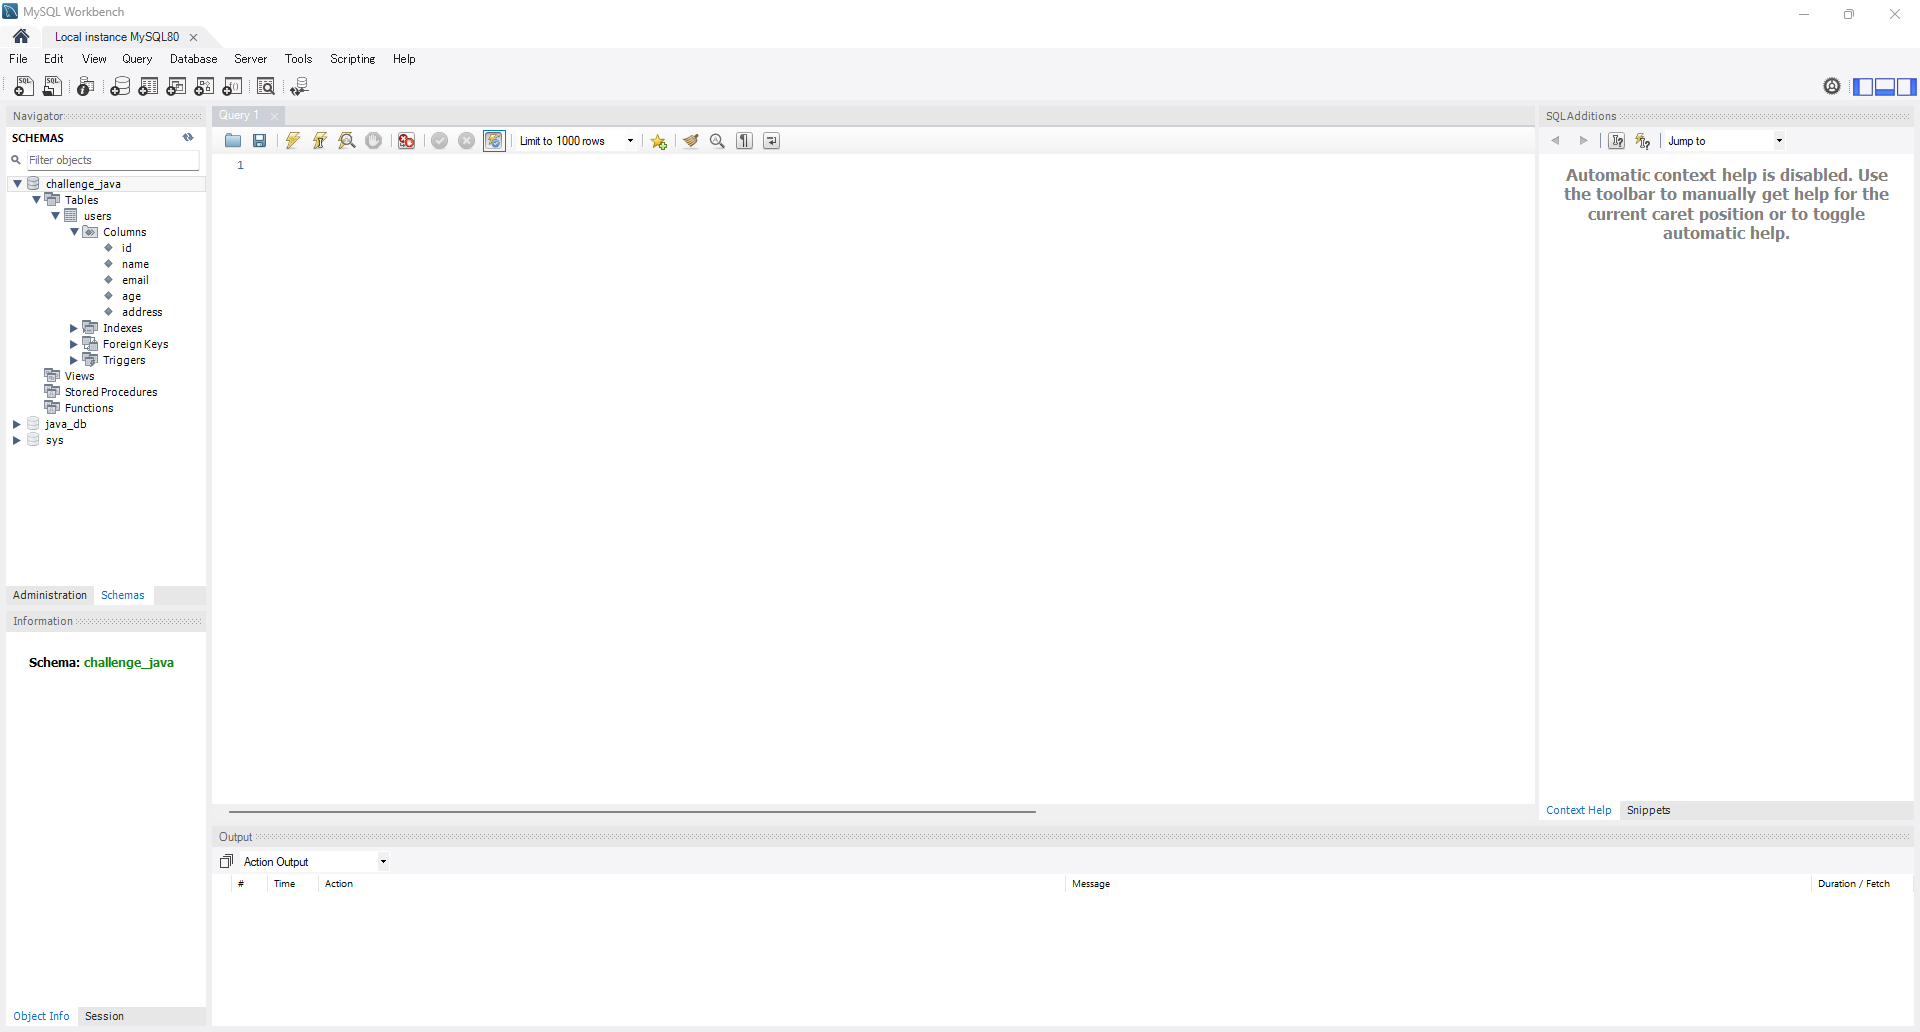 MySQL Workbench
Local instance MySQL80
File Edit View Query Database Server Tools Scripting Help
Navigator
SCHEMAS
Filter objects
challenge_java
Tables
users
Columns
id
name
email
age
address
Indexes
Foreign Keys
Triggers
Views
Stored Procedures
Functions
java_db
sys
Administration Schemas
Information
Schema: challenge_java
Object Info Session
Query 1
Limit to 1000 rows
1
SQLAdditions
Jump to
Automatic context help is disabled. Use
the toolbar to manually get help for the
current caret position or to toggle
automatic help.
Context Help Snippets
Output
Action Output
# Time Action Message Duration / Fetch